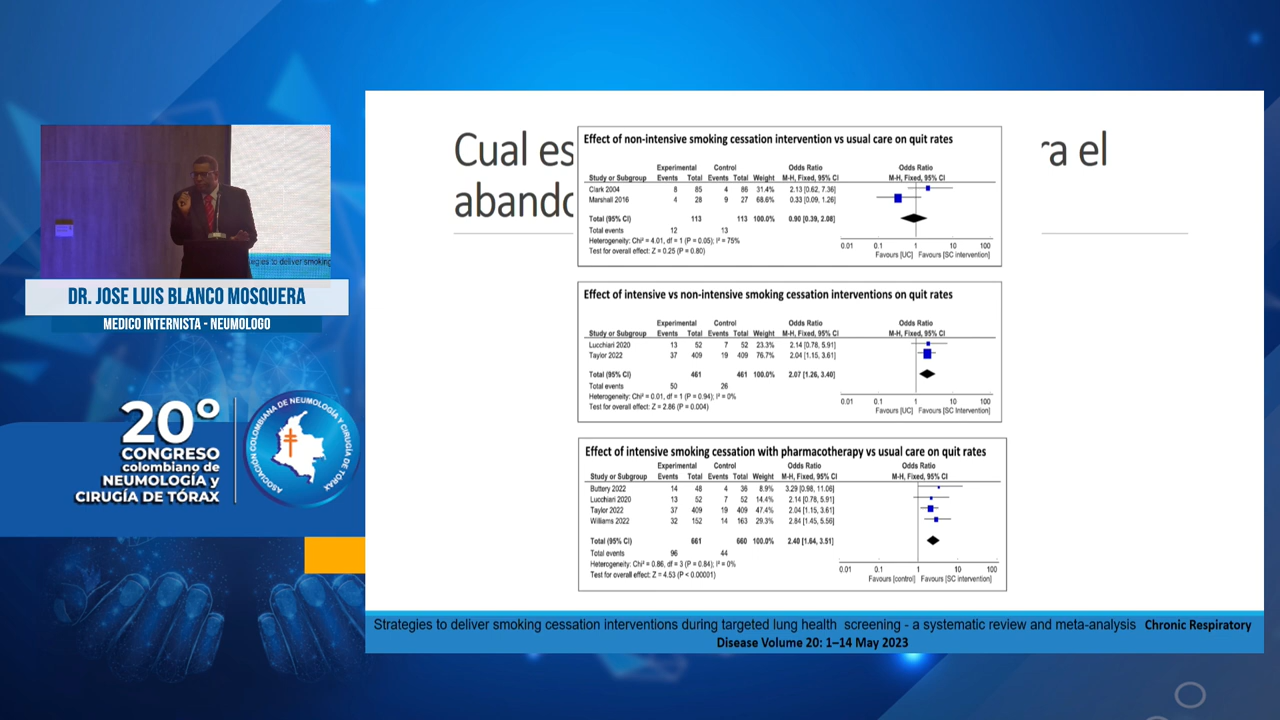 Cual es
ra el
abando
Effect of non-intensive smoking cessation intervention vs usual care on quit rates
Experimental Control Odds Ratio Odds Ratio
Study or Subgroup Events Total Events Total Weight M-H, Fixed, 95% CI M-H, Fixed, 95% CI
Clark 2004 8 85 4 86 31.4% 2.13 [0.62, 7.36]
Marshall 2016 4 28 9 27 68.6% 0.33 [0.09, 1.26]
Total (95% CI) 113 113 100.0% 0.90 [0.39, 2.08]
Total events 12 13
Heterogeneity: Chi² = 4.01, df = 1 (P = 0.05); I² = 75%
Test for overall effect: Z = 0.25 (P = 0.80)
0.01 0.1 1 10 100
Favours [UC] Favours [SC intervention]
Effect of intensive vs non-intensive smoking cessation interventions on quit rates
Experimental Control Odds Ratio Odds Ratio
Study or Subgroup Events Total Events Total Weight M-H, Fixed, 95% CI M-H, Fixed, 95% CI
Lucchiari 2020 13 52 7 52 23.3% 2.14 [0.78, 5.91]
Taylor 2022 37 409 19 409 76.7% 2.04 [1.15, 3.61]
Total (95% CI) 461 461 100.0% 2.07 [1.26, 3.40]
Total events 50 26
Heterogeneity: Chi² = 0.01, df = 1 (P = 0.94); I² = 0%
Test for overall effect: Z = 2.86 (P = 0.004)
0.01 0.1 1 10 100
Favours [UC] Favours [SC Intervention]
Effect of intensive smoking cessation with pharmacotherapy vs usual care on quit rates
Experimental Control Odds Ratio Odds Ratio
Study or Subgroup Events Total Events Total Weight M-H, Fixed, 95% CI M-H, Fixed, 95% CI
Buttery 2022 14 48 4 36 8.9% 3.29 [0.98, 11.06]
Lucchiari 2020 13 52 7 52 14.4% 2.14 [0.78, 5.91]
Taylor 2022 37 409 19 409 47.4% 2.04 [1.15, 3.61]
Williams 2022 32 152 14 163 29.3% 2.84 [1.45, 5.56]
Total (95% CI) 661 660 100.0% 2.40 [1.64, 3.51]
Total events 96 44
Heterogeneity: Chi² = 0.86, df = 3 (P = 0.84); I² = 0%
Test for overall effect: Z = 4.53 (P < 0.00001)
0.01 0.1 1 10 100
Favours [control] Favours [SC intervention]
Strategies to deliver smoking cessation interventions during targeted lung health screening - a systematic review and meta-analysis Chronic Respiratory
Disease Volume 20: 1–14 May 2023
egies to deliver smoking
DR. JOSE LUIS BLANCO MOSQUERA
MEDICO INTERNISTA - NEUMOLOGO
20º
CONGRESO
colombiano de
NEUMOLOGÍA y
CIRUGÍA DE TÓRAX
ASOCIACIÓN COLOMBIANA DE NEUMOLOGÍA Y CIRUGÍA DE TÓRAX